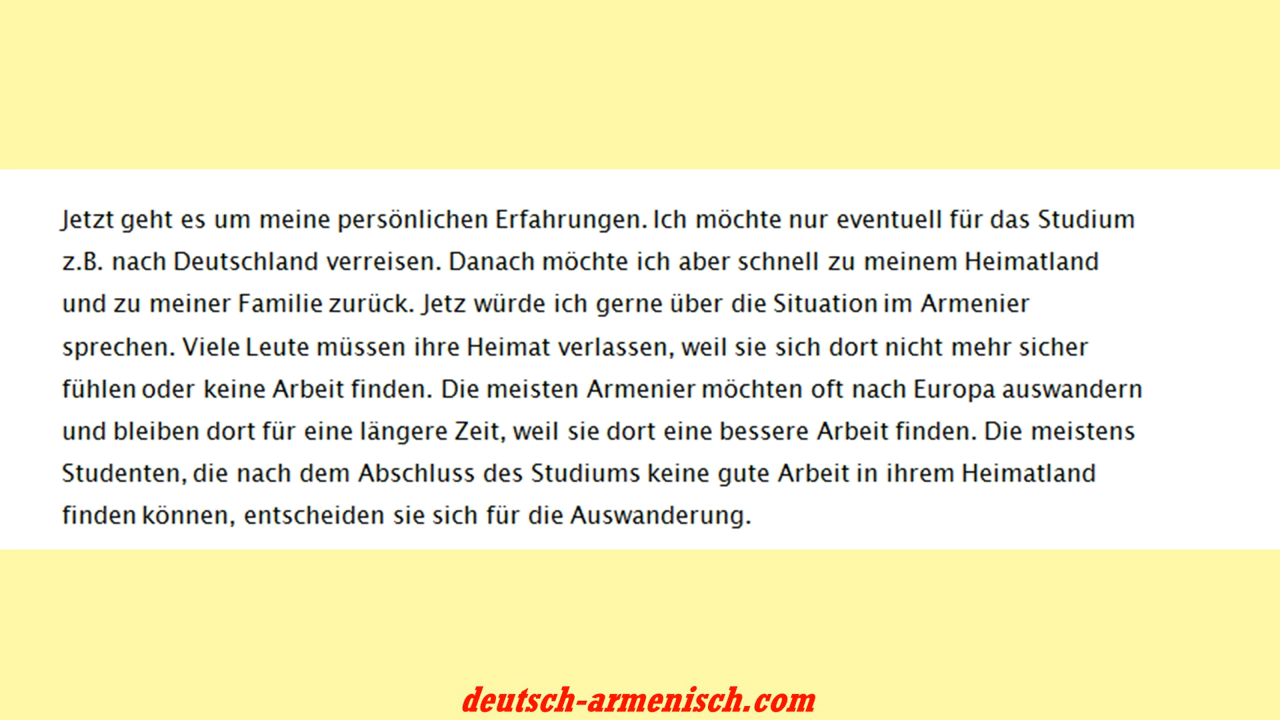 Jetzt geht es um meine persönlichen Erfahrungen. Ich möchte nur eventuell für das Studium
z.B. nach Deutschland verreisen. Danach möchte ich aber schnell zu meinem Heimatland
und zu meiner Familie zurück. Jetz würde ich gerne über die Situation im Armenier
sprechen. Viele Leute müssen ihre Heimat verlassen, weil sie sich dort nicht mehr sicher
fühlen oder keine Arbeit finden. Die meisten Armenier möchten oft nach Europa auswandern
und bleiben dort für eine längere Zeit, weil sie dort eine bessere Arbeit finden. Die meistens
Studenten, die nach dem Abschluss des Studiums keine gute Arbeit in ihrem Heimatland
finden können, entscheiden sie sich für die Auswanderung.
deutsch-armenisch.com